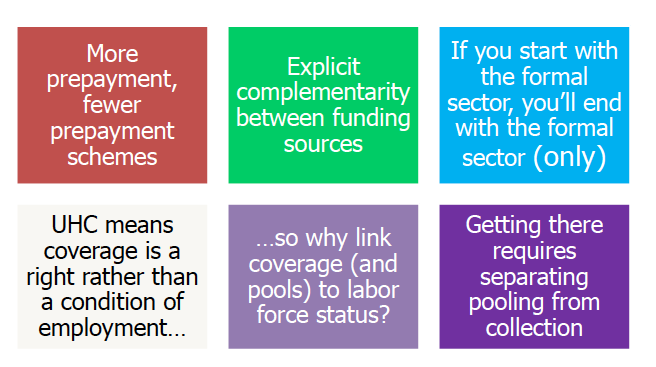 More
prepayment,
fewer
prepayment
schemes
Explicit
complementarity
between funding
sources
If you start with
the formal
sector, you’ll end
with the formal
sector (only)
UHC means
coverage is a
right rather than
a condition of
employment…
…so why link
coverage (and
pools) to labor
force status?
Getting there
requires
separating
pooling from
collection